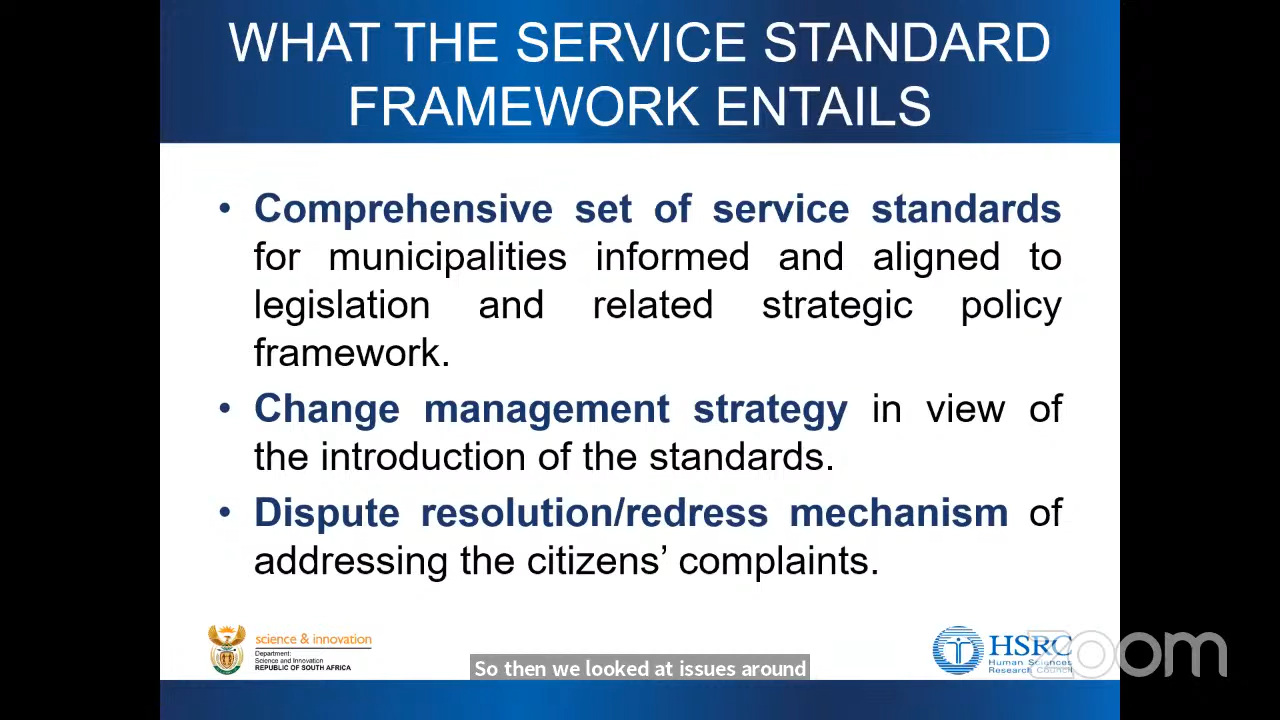 WHAT THE SERVICE STANDARD
FRAMEWORK ENTAILS
• Comprehensive set of service standards
for municipalities informed and aligned to
legislation and related strategic policy
framework.
• Change management strategy in view of
the introduction of the standards.
• Dispute resolution/redress mechanism of
addressing the citizens’ complaints.
science & innovation
Department:
Science and Innovation
REPUBLIC OF SOUTH AFRICA
HSRC
Human Sciences
Research Council
zoom
So then we looked at issues around